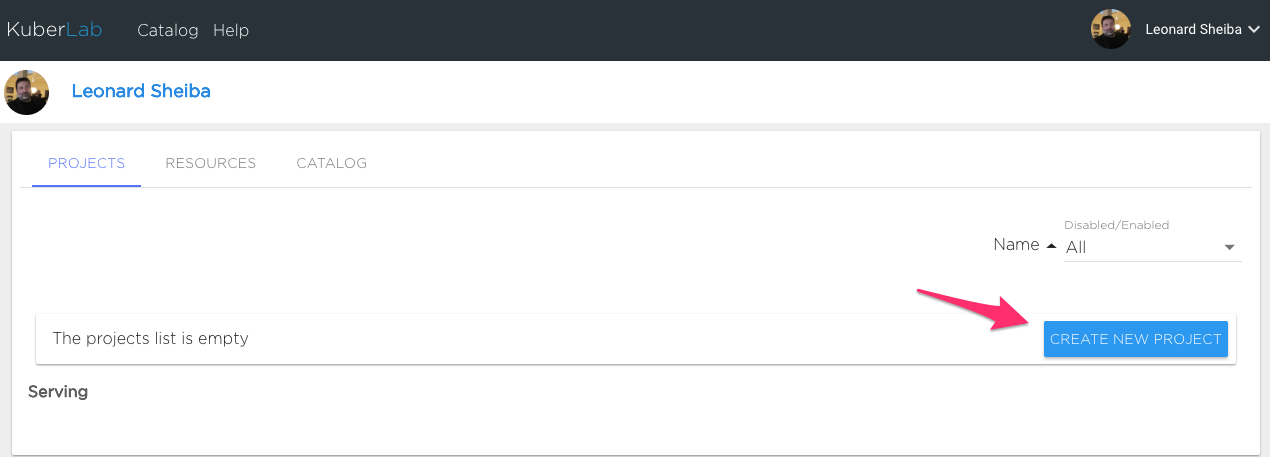 KuberLab Catalog Help Leonard Sheiba
Leonard Sheiba
PROJECTS RESOURCES CATALOG
Disabled/Enabled
Name All
The projects list is empty CREATE NEW PROJECT
Serving